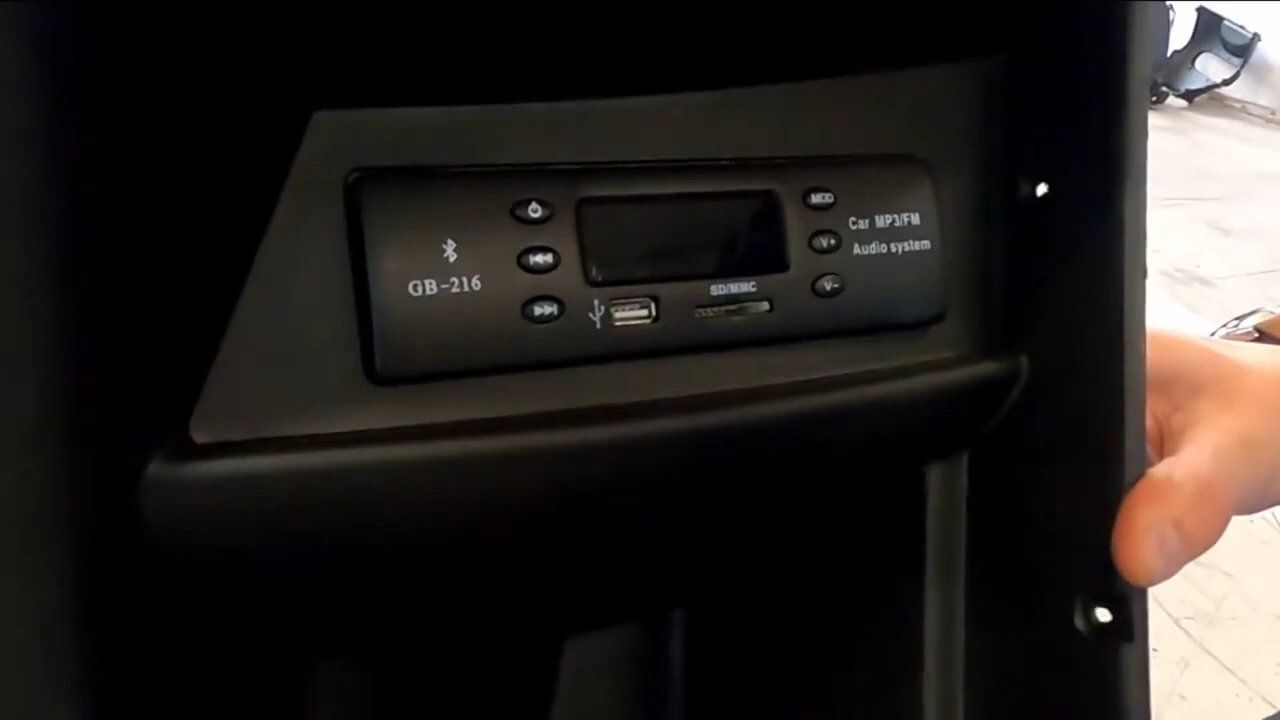 GB-216
SD/MMC
MOD
V+
V-
Car MP3/FM
Audio system